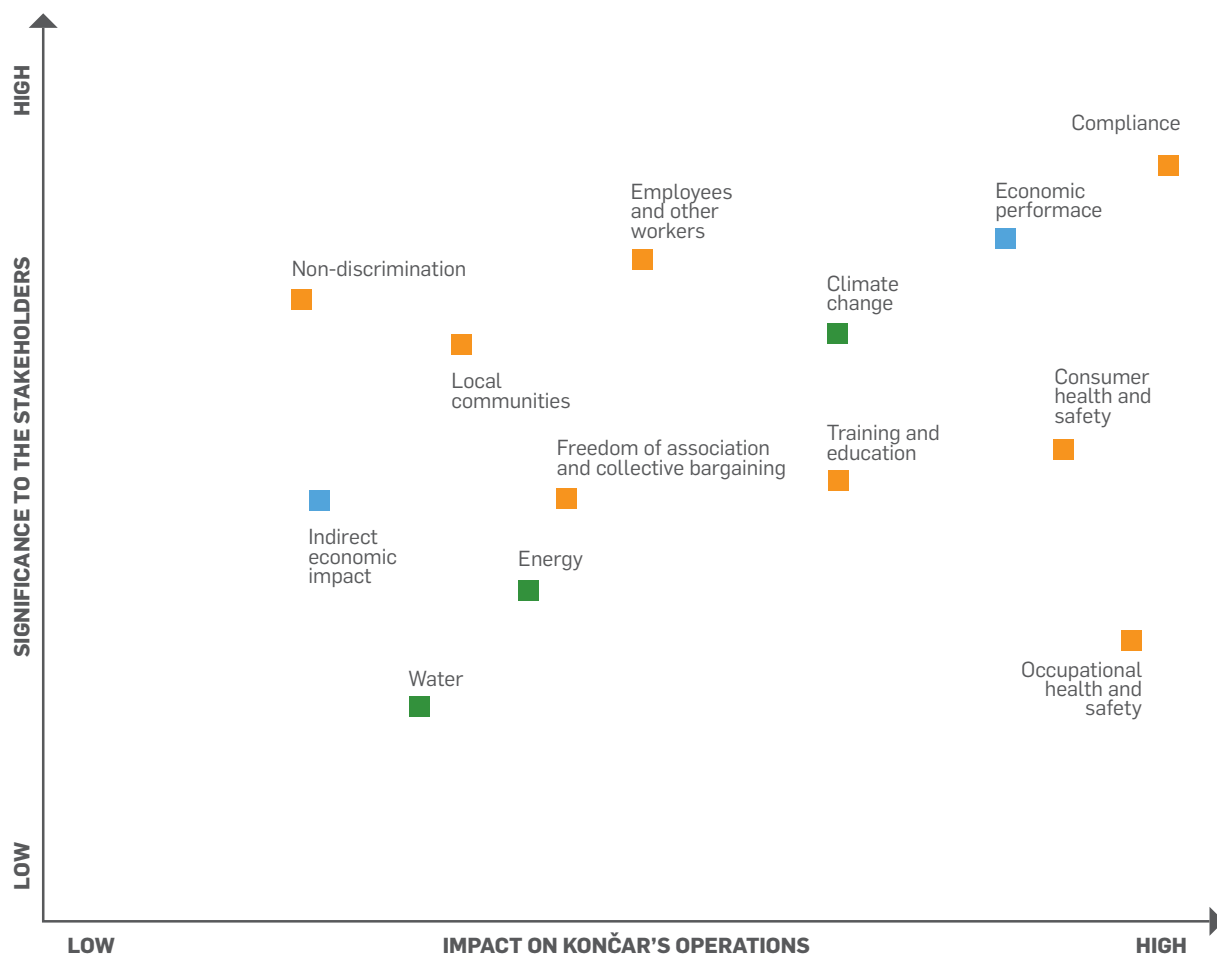 HIGH
Compliance
Economic
performace
Employees
and other
workers
Non-discrimination
Climate
change
Local
communities
Consumer
health and
safety
Training and
education
Freedom of association
and collective bargaining
Indirect
economic
impact
Energy
Occupational
health and
safety
Water
SIGNIFICANCE TO THE STAKEHOLDERS
LOW
LOW
IMPACT ON KONČAR'S OPERATIONS
HIGH